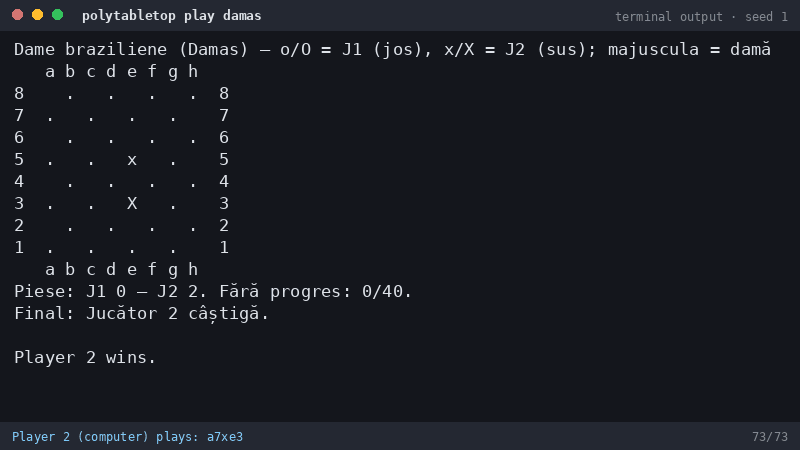 polytabletop play damas
terminal output · seed 1
Dame braziliene (Damas) — o/O = J1 (jos), x/X = J2 (sus); majuscula = damă
   a b c d e f g h
8    .   .   .   .  8
7  .   .   .   .    7
6    .   .   .   .  6
5  .   .   x   .    5
4    .   .   .   .  4
3  .   .   X   .    3
2    .   .   .   .  2
1  .   .   .   .    1
   a b c d e f g h
Piese: J1 0 — J2 2. Fără progres: 0/40.
Final: Jucător 2 câștigă.
Player 2 wins.
Player 2 (computer) plays: a7xe3
73/73